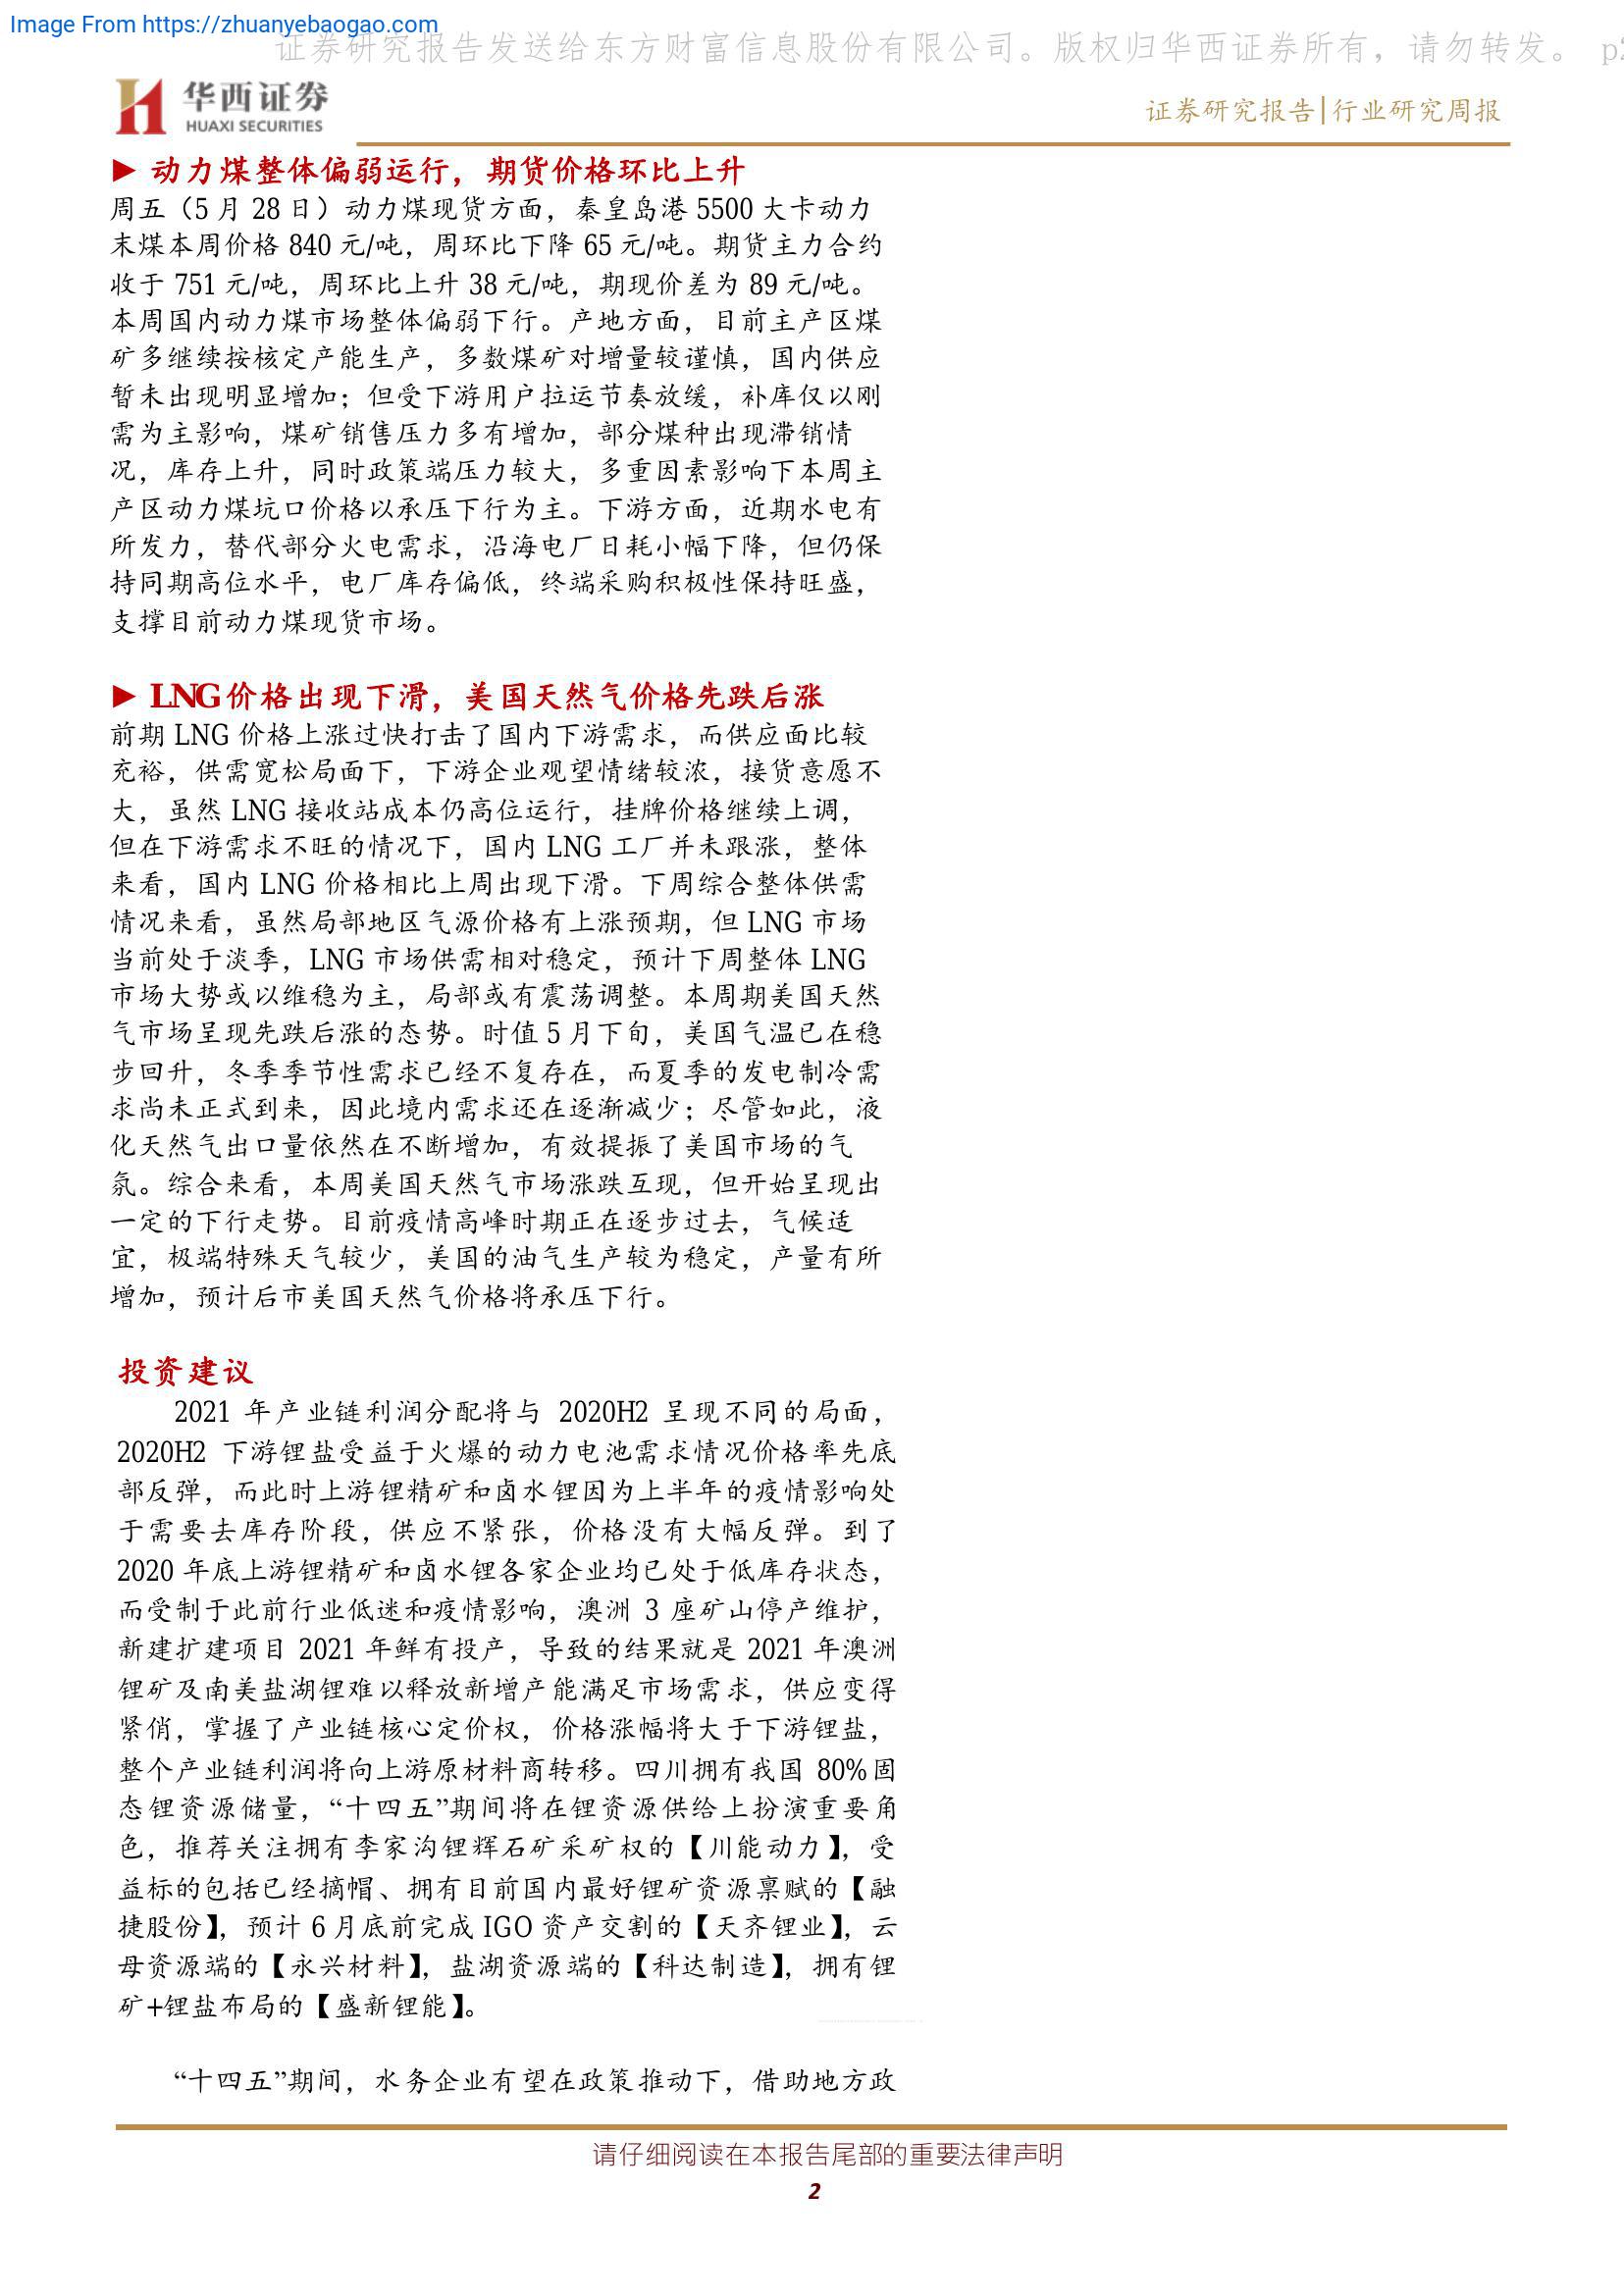 Image From https://zhuanyebaogao.com
证券研究报告发送给东方财富信息股份有限公司。版权归华西证券所有，请勿转发。 p2
华西证券
HUAXI SECURITIES
证券研究报告|行业研究周报
► 动力煤整体偏弱运行，期货价格环比上升
周五（5 月 28 日）动力煤现货方面，秦皇岛港 5500 大卡动力
末煤本周价格 840 元/吨，周环比下降 65 元/吨。期货主力合约
收于 751 元/吨，周环比上升 38 元/吨，期现价差为 89 元/吨。
本周国内动力煤市场整体偏弱下行。产地方面，目前主产区煤
矿多继续按核定产能生产，多数煤矿对增量较谨慎，国内供应
暂未出现明显增加；但受下游用户拉运节奏放缓，补库仅以刚
需为主影响，煤矿销售压力多有增加，部分煤种出现滞销情
况，库存上升，同时政策端压力较大，多重因素影响下本周主
产区动力煤坑口价格以承压下行为主。下游方面，近期水电有
所发力，替代部分火电需求，沿海电厂日耗小幅下降，但仍保
持同期高位水平，电厂库存偏低，终端采购积极性保持旺盛，
支撑目前动力煤现货市场。
► LNG 价格出现下滑，美国天然气价格先跌后涨
前期 LNG 价格上涨过快打击了国内下游需求，而供应面比较
充裕，供需宽松局面下，下游企业观望情绪较浓，接货意愿不
大，虽然 LNG 接收站成本仍高位运行，挂牌价格继续上调，
但在下游需求不旺的情况下，国内 LNG 工厂并未跟涨，整体
来看，国内 LNG 价格相比上周出现下滑。下周综合整体供需
情况来看，虽然局部地区气源价格有上涨预期，但 LNG 市场
当前处于淡季，LNG 市场供需相对稳定，预计下周整体 LNG
市场大势或以维稳为主，局部或有震荡调整。本周期美国天然
气市场呈现先跌后涨的态势。时值 5 月下旬，美国气温已在稳
步回升，冬季季节性需求已经不复存在，而夏季的发电制冷需
求尚未正式到来，因此境内需求还在逐渐减少；尽管如此，液
化天然气出口量依然在不断增加，有效提振了美国市场的气
氛。综合来看，本周美国天然气市场涨跌互现，但开始呈现出
一定的下行走势。目前疫情高峰时期正在逐步过去，气候适
宜，极端特殊天气较少，美国的油气生产较为稳定，产量有所
增加，预计后市美国天然气价格将承压下行。
投资建议
2021 年产业链利润分配将与 2020H2 呈现不同的局面，
2020H2 下游锂盐受益于火爆的动力电池需求情况价格率先底
部反弹，而此时上游锂精矿和卤水锂因为上半年的疫情影响处
于需要去库存阶段，供应不紧张，价格没有大幅反弹。到了
2020 年底上游锂精矿和卤水锂各家企业均已处于低库存状态，
而受制于此前行业低迷和疫情影响，澳洲 3 座矿山停产维护，
新建扩建项目 2021 年鲜有投产，导致的结果就是 2021 年澳洲
锂矿及南美盐湖锂难以释放新增产能满足市场需求，供应变得
紧俏，掌握了产业链核心定价权，价格涨幅将大于下游锂盐，
整个产业链利润将向上游原材料商转移。四川拥有我国 80%固
态锂资源储量，“十四五”期间将在锂资源供给上扮演重要角
色，推荐关注拥有李家沟锂辉石矿采矿权的【川能动力】，受
益标的包括已经摘帽、拥有目前国内最好锂矿资源禀赋的【融
捷股份】，预计 6 月底前完成 IGO 资产交割的【天齐锂业】，云
母资源端的【永兴材料】，盐湖资源端的【科达制造】，拥有锂
矿+锂盐布局的【盛新锂能】。
“十四五”期间，水务企业有望在政策推动下，借助地方政
请仔细阅读在本报告尾部的重要法律声明
2